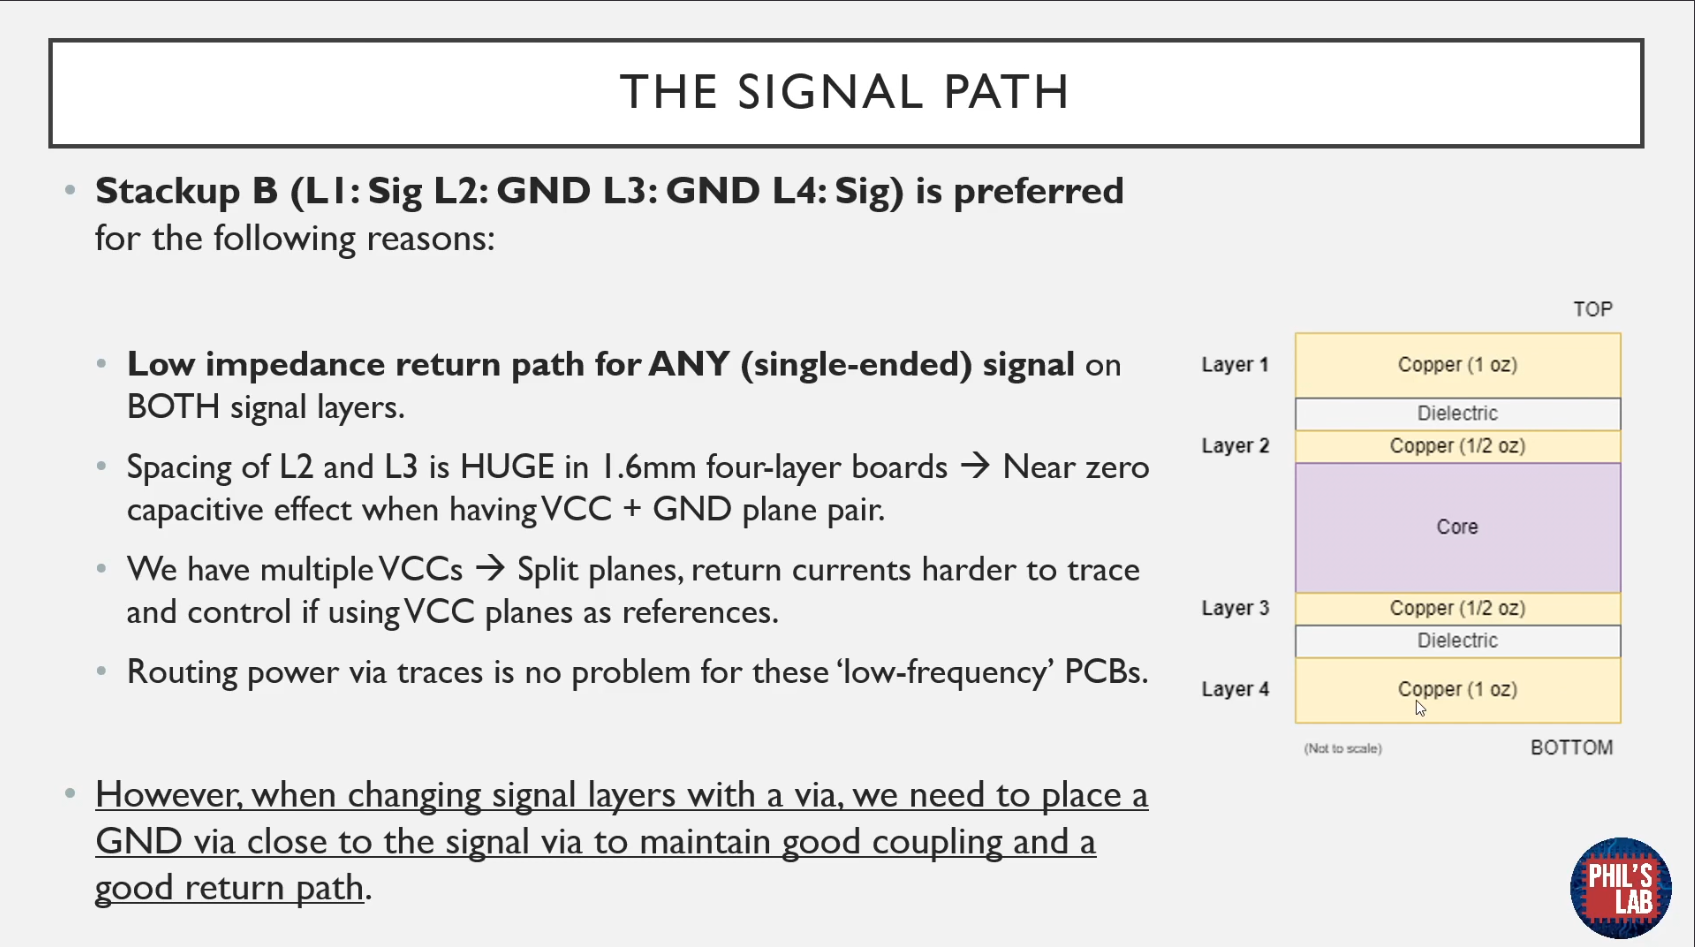 THE SIGNAL PATH
• Stackup B (L1: Sig L2: GND L3: GND L4: Sig) is preferred
for the following reasons:
• Low impedance return path for ANY (single-ended) signal on
BOTH signal layers.
• Spacing of L2 and L3 is HUGE in 1.6mm four-layer boards → Near zero
capacitive effect when having VCC + GND plane pair.
• We have multiple VCCs → Split planes, return currents harder to trace
and control if using VCC planes as references.
• Routing power via traces is no problem for these ‘low-frequency’ PCBs.
• However, when changing signal layers with a via, we need to place a
GND via close to the signal via to maintain good coupling and a
good return path.
TOP
Layer 1 Copper (1 oz)
Dielectric
Layer 2 Copper (1/2 oz)
Core
Layer 3 Copper (1/2 oz)
Dielectric
Layer 4 Copper (1 oz)
(Not to scale) BOTTOM
PHIL'S
LAB